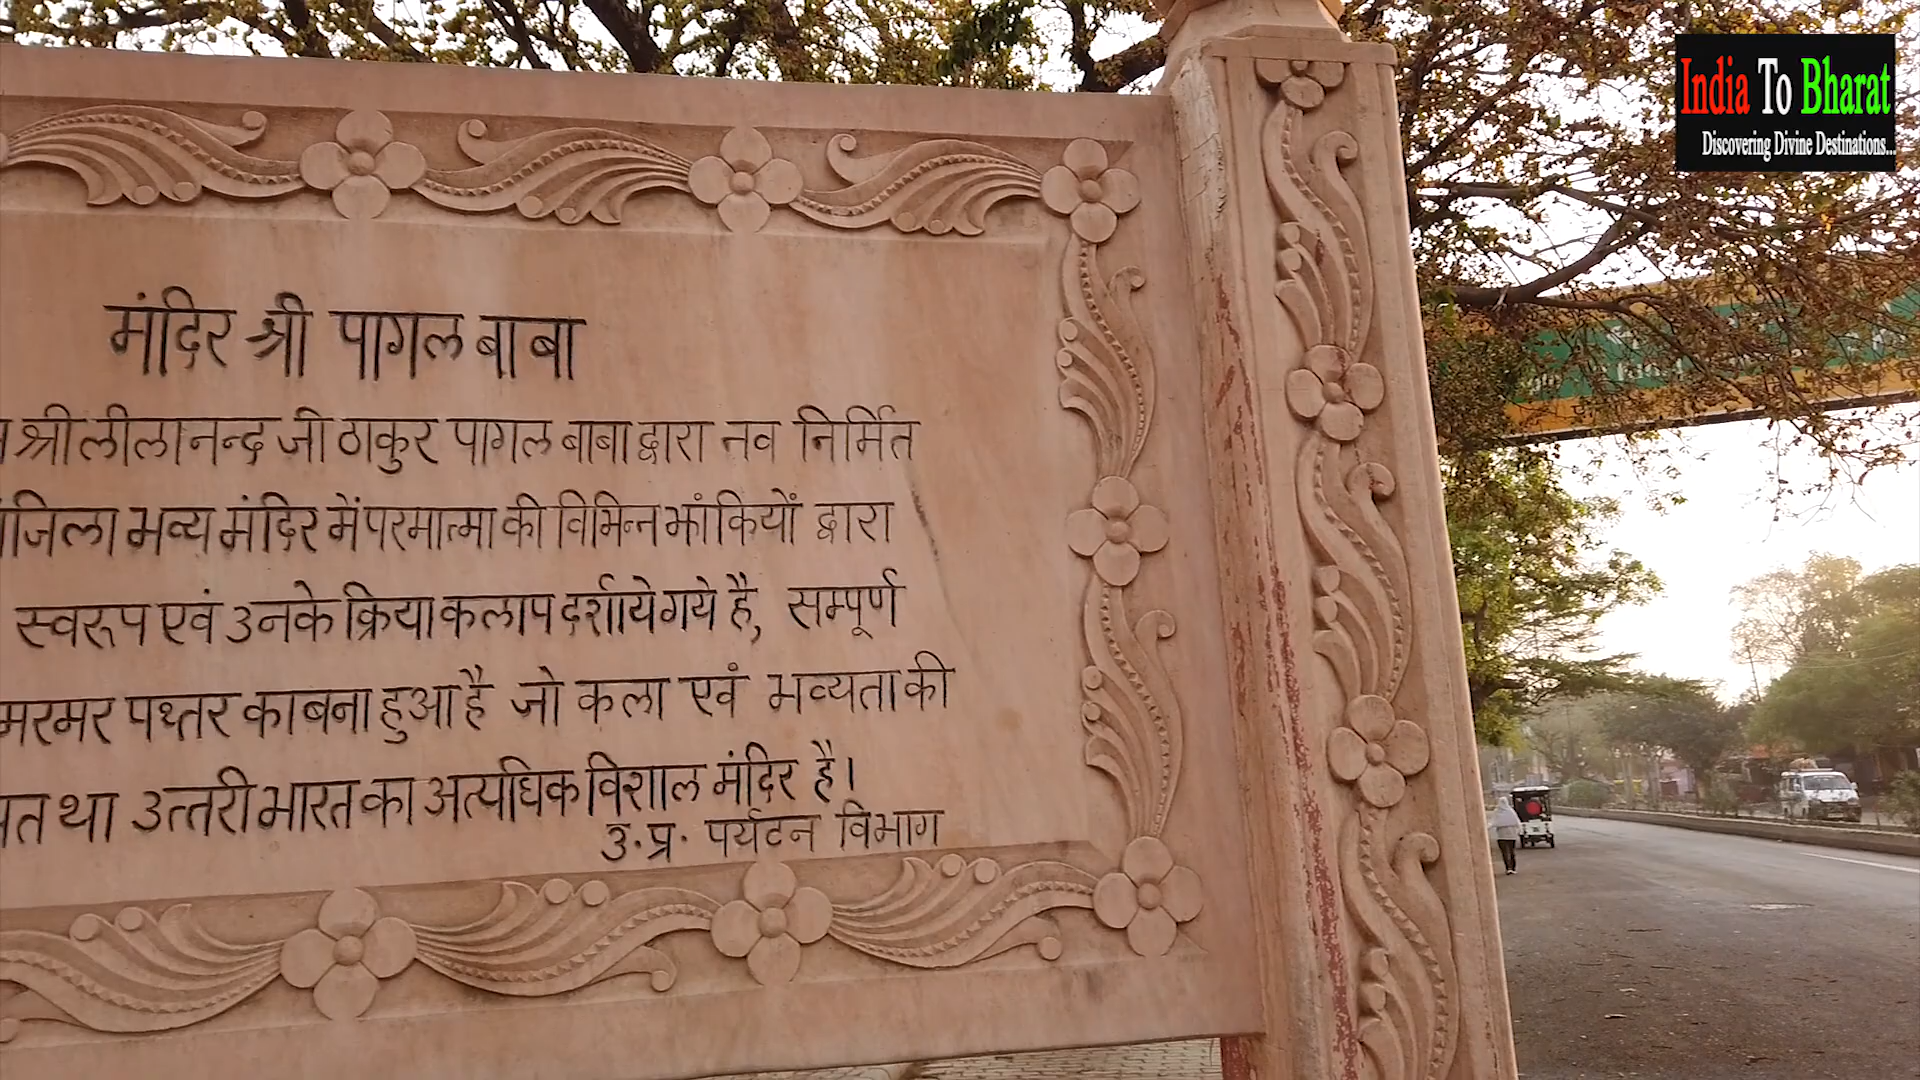 India To Bharat
Discovering Divine Destinations...
मंदिर श्री पागल बाबा
श्री लीलानन्द जी ठाकुर पागल बाबा द्वारा नव निर्मित
भव्य मंदिर में परमात्मा की विभिन्न झांकियों द्वारा
स्वरूप एवं उनके क्रिया कलाप दर्शाये गये है, सम्पूर्ण
मरमर पथ्तर का बना हुआ है जो कला एवं भव्यता की
तथा उत्तरी भारत का अत्यधिक विशाल मंदिर है।
उ.प्र. पर्यटन विभाग